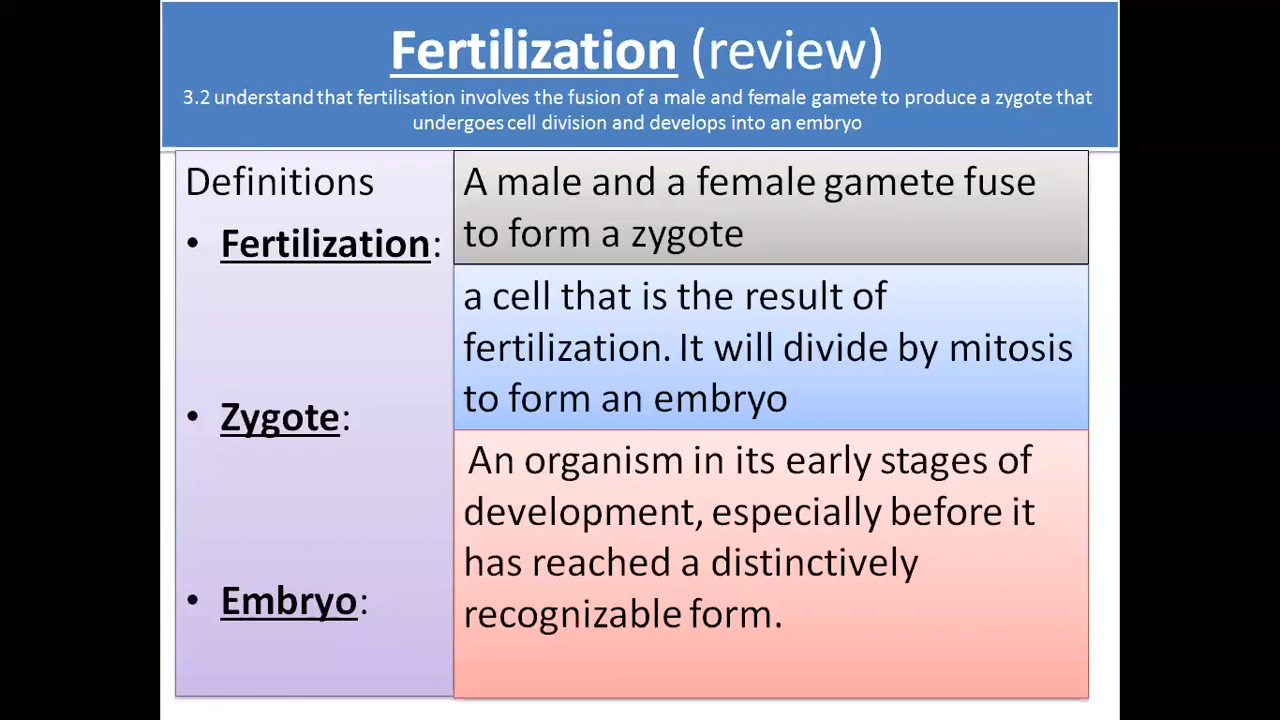 Fertilization (review)
3.2 understand that fertilisation involves the fusion of a male and female gamete to produce a zygote that
undergoes cell division and develops into an embryo
Definitions
• Fertilization:
A male and a female gamete fuse
to form a zygote
• Zygote:
a cell that is the result of
fertilization. It will divide by mitosis
to form an embryo
• Embryo:
An organism in its early stages of
development, especially before it
has reached a distinctively
recognizable form.